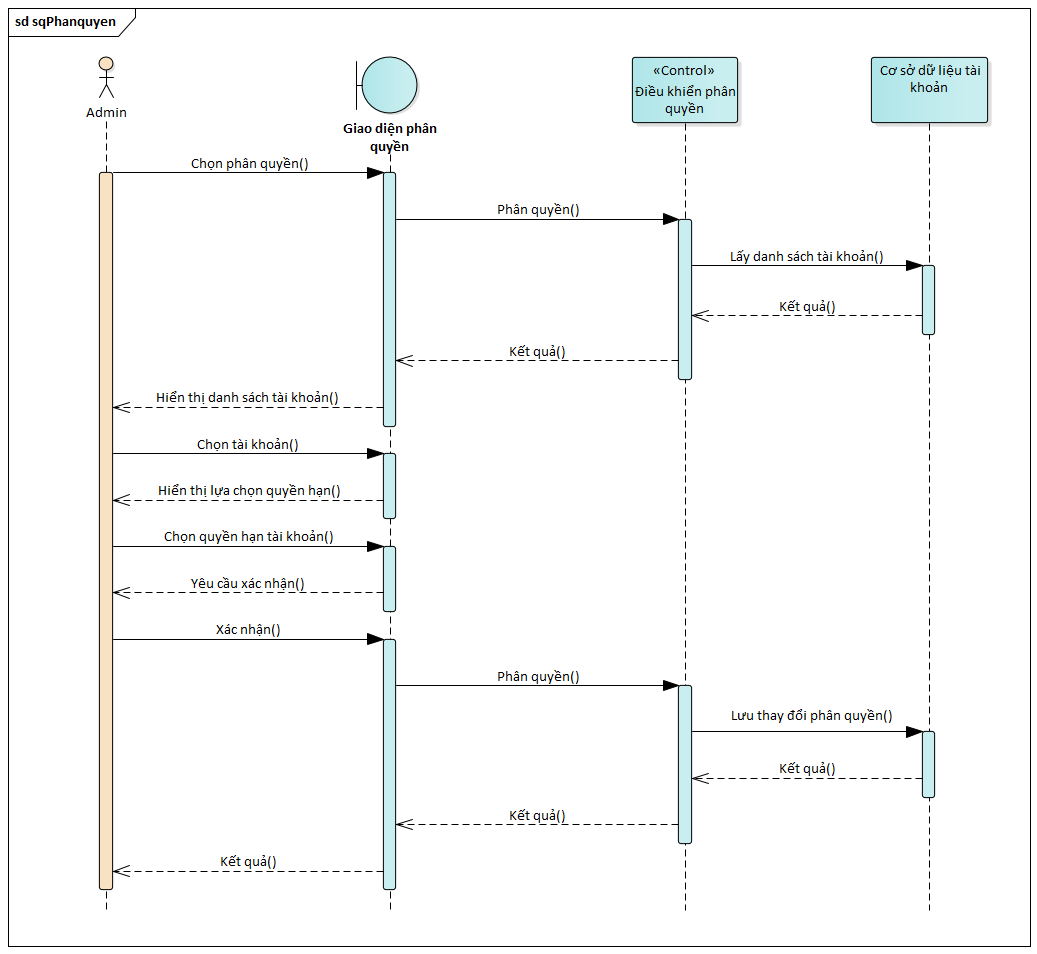 sd sqPhanquyen
Admin
Giao diện phân
quyền
«Control»
Điều khiển phân
quyền
Cơ sở dữ liệu tài
khoản
Chọn phân quyền()
Phân quyền()
Lấy danh sách tài khoản()
Kết quả()
Kết quả()
Hiển thị danh sách tài khoản()
Chọn tài khoản()
Hiển thị lựa chọn quyền hạn()
Chọn quyền hạn tài khoản()
Yêu cầu xác nhận()
Xác nhận()
Phân quyền()
Lưu thay đổi phân quyền()
Kết quả()
Kết quả()
Kết quả()